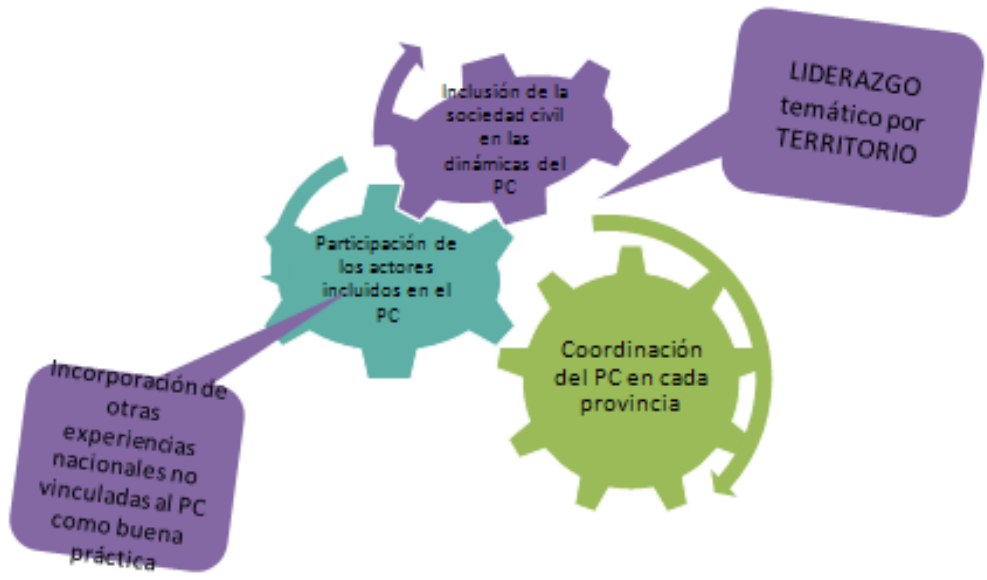 Inclusión de la
sociedad civil
en las
dinámicas del
PC
LIDERAZGO
temático por
TERRITORIO
Participación de
los actores
incluidos en el
PC
Coordinación
del PC en cada
provincia
Incorporación de
otras
experiencias
nacionales no
vinculadas al PC
como buena
práctica